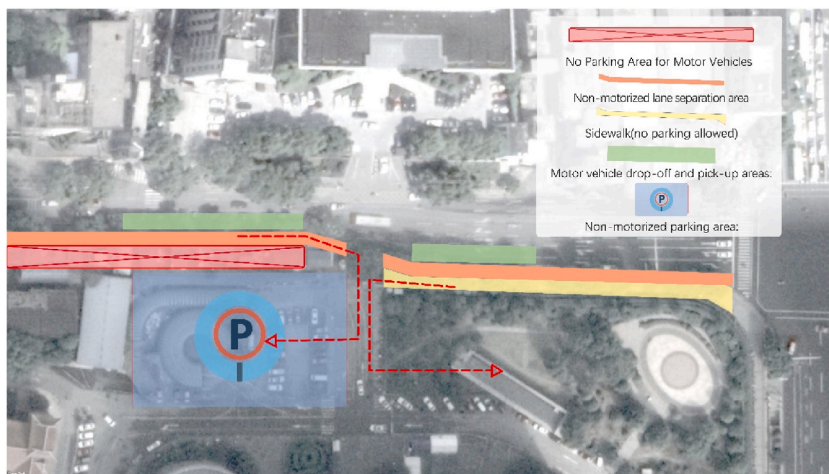 No Parking Area for Motor Vehicles
Non-motorized lane separation area
Sidewalk(no parking allowed)
Motor vehicle drop-off and pick-up areas:
P
Non-motorized parking area:
P